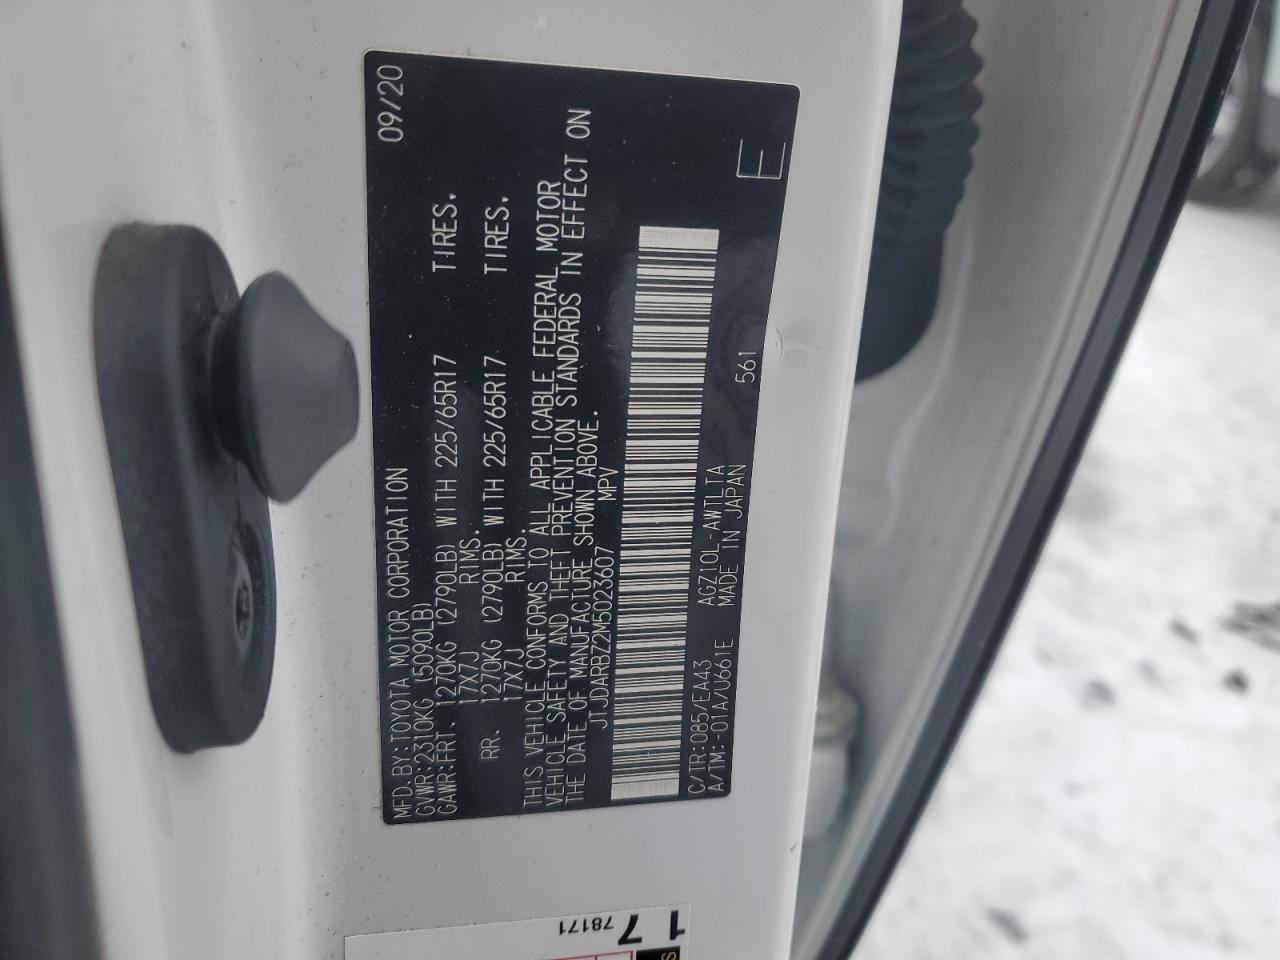 MFD. BY: TOYOTA MOTOR CORPORATION 09/20
GVWR: 2310KG (5090LB)
GAWR: FRT. 1270KG (2790LB) WITH 225/65R17 TIRES.
17X7J RIMS.
RR. 1270KG (2790LB) WITH 225/65R17 TIRES.
17X7J RIMS.
THIS VEHICLE CONFORMS TO ALL APPLICABLE FEDERAL MOTOR
VEHICLE SAFETY AND THEFT PREVENTION STANDARDS IN EFFECT ON
THE DATE OF MANUFACTURE SHOWN ABOVE.
JTJDARBZ2M5023607 MPV
C/TR: 085/EA43 AGZ10L-AWTLTA 561 E
A/TM: -01A/U661E MADE IN JAPAN
17
78171